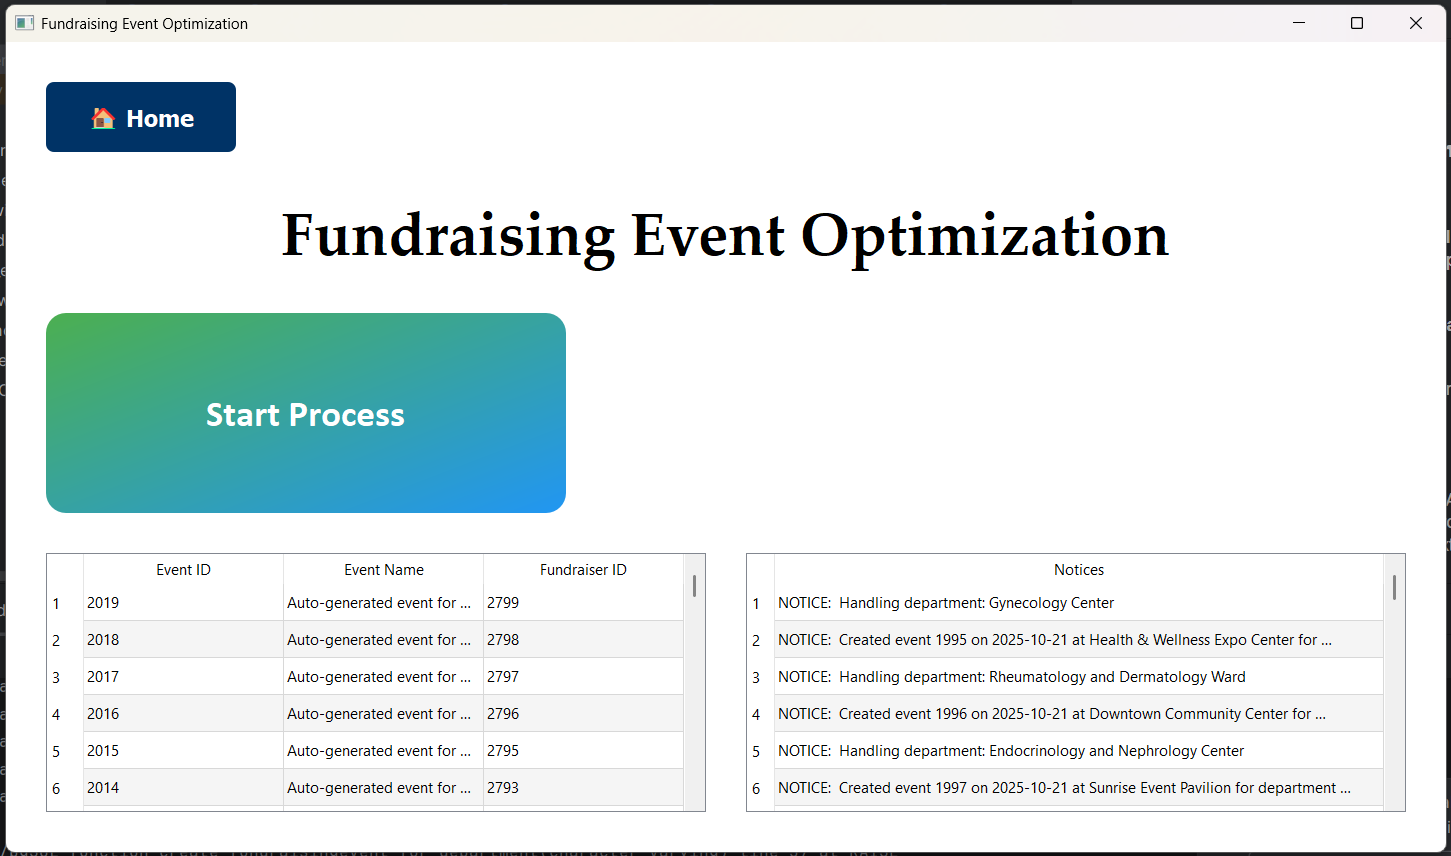 Fundraising Event Optimization
🏠 Home
Fundraising Event Optimization
Start Process
Event ID Event Name Fundraiser ID
1 2019 Auto-generated event for ... 2799
2 2018 Auto-generated event for ... 2798
3 2017 Auto-generated event for ... 2797
4 2016 Auto-generated event for ... 2796
5 2015 Auto-generated event for ... 2795
6 2014 Auto-generated event for ... 2793
Notices
1 NOTICE: Handling department: Gynecology Center
2 NOTICE: Created event 1995 on 2025-10-21 at Health & Wellness Expo Center for ...
3 NOTICE: Handling department: Rheumatology and Dermatology Ward
4 NOTICE: Created event 1996 on 2025-10-21 at Downtown Community Center for ...
5 NOTICE: Handling department: Endocrinology and Nephrology Center
6 NOTICE: Created event 1997 on 2025-10-21 at Sunrise Event Pavilion for department ...